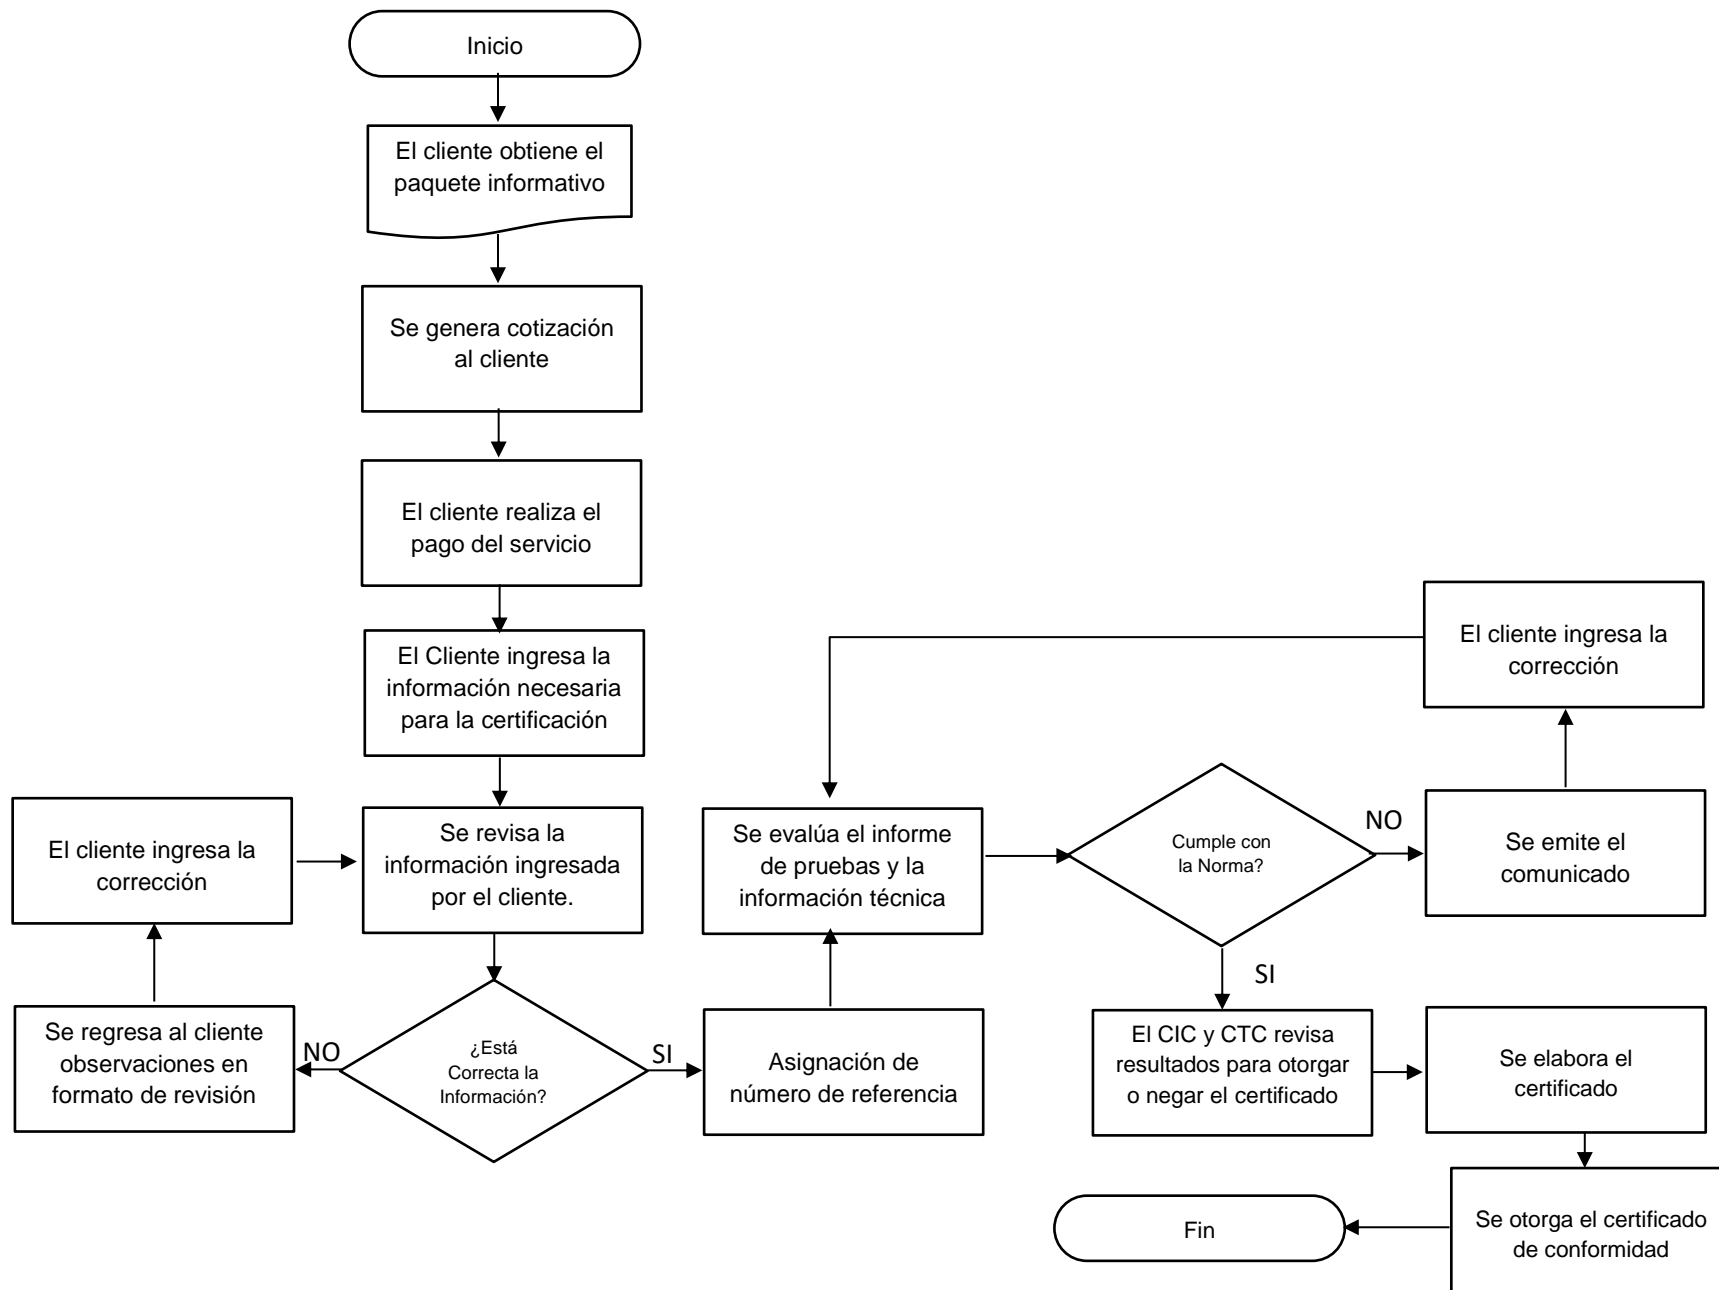 Inicio
El cliente obtiene el
paquete informativo
Se genera cotización
al cliente
El cliente realiza el
pago del servicio
El Cliente ingresa la
información necesaria
para la certificación
Se revisa la
información ingresada
por el cliente.
El cliente ingresa la
corrección
Se regresa al cliente
observaciones en
formato de revisión
NO
¿Está
Correcta la
Información?
SI
Asignación de
número de referencia
Se evalúa el informe
de pruebas y la
información técnica
Cumple con
la Norma?
NO
Se emite el
comunicado
El cliente ingresa la
corrección
SI
El CIC y CTC revisa
resultados para otorgar
o negar el certificado
Se elabora el
certificado
Se otorga el certificado
de conformidad
Fin